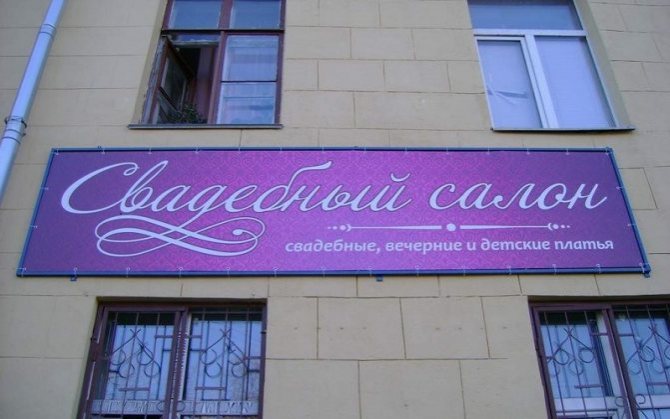 Свадебный салон
свадебные, вечерние и детские платья